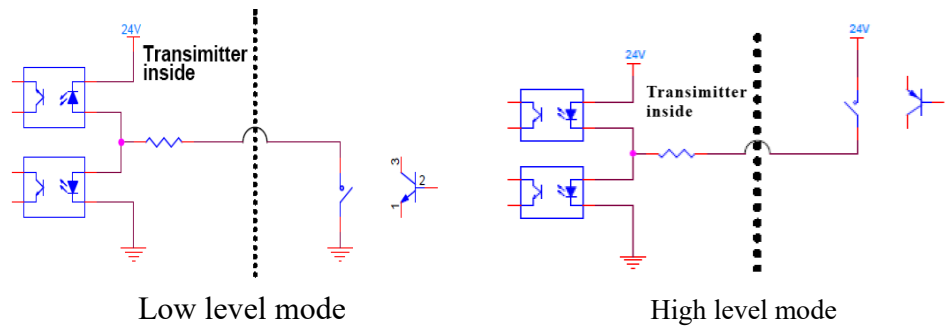 24V
Transimitter
inside
3
2
1
Low level mode
24V
24V
Transimitter
inside
High level mode